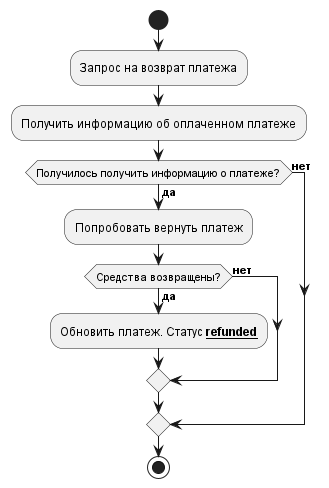 Запрос на возврат платежа
Получить информацию об оплаченном платеже
Получилось получить информацию о платеже?
нет
да
Попробовать вернуть платеж
Средства возвращены?
нет
да
Обновить платеж. Статус refunded